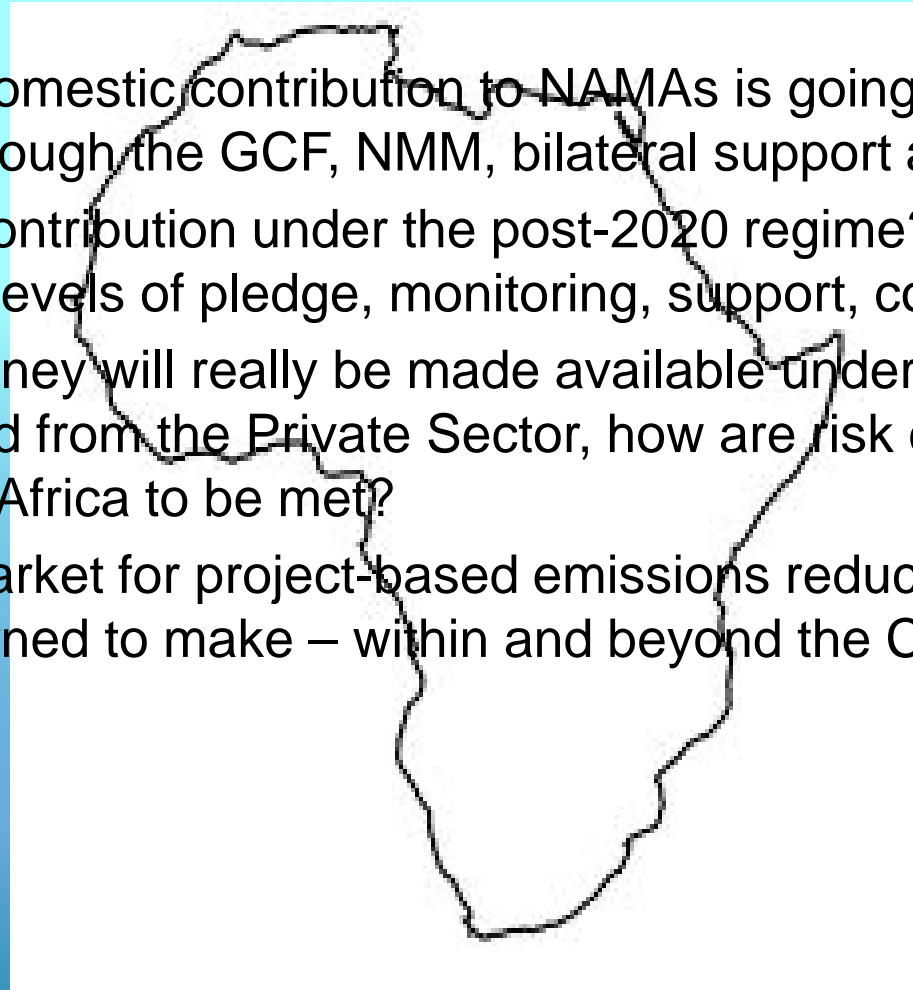 omestic contribution to NAMAs is going
ough the GCF, NMM, bilateral support a
ontribution under the post-2020 regime?
evels of pledge, monitoring, support, co
ney will really be made available under
d from the Private Sector, how are risk
Africa to be met?
arket for project-based emissions reduc
ned to make – within and beyond the C